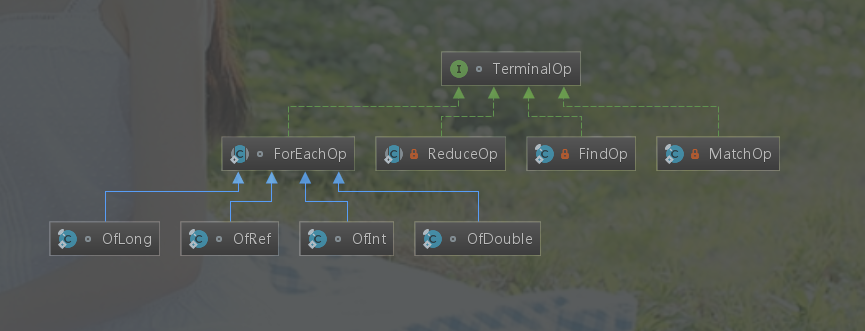 TerminalOp
ForEachOp ReduceOp FindOp MatchOp
OfLong OfRef OfInt OfDouble